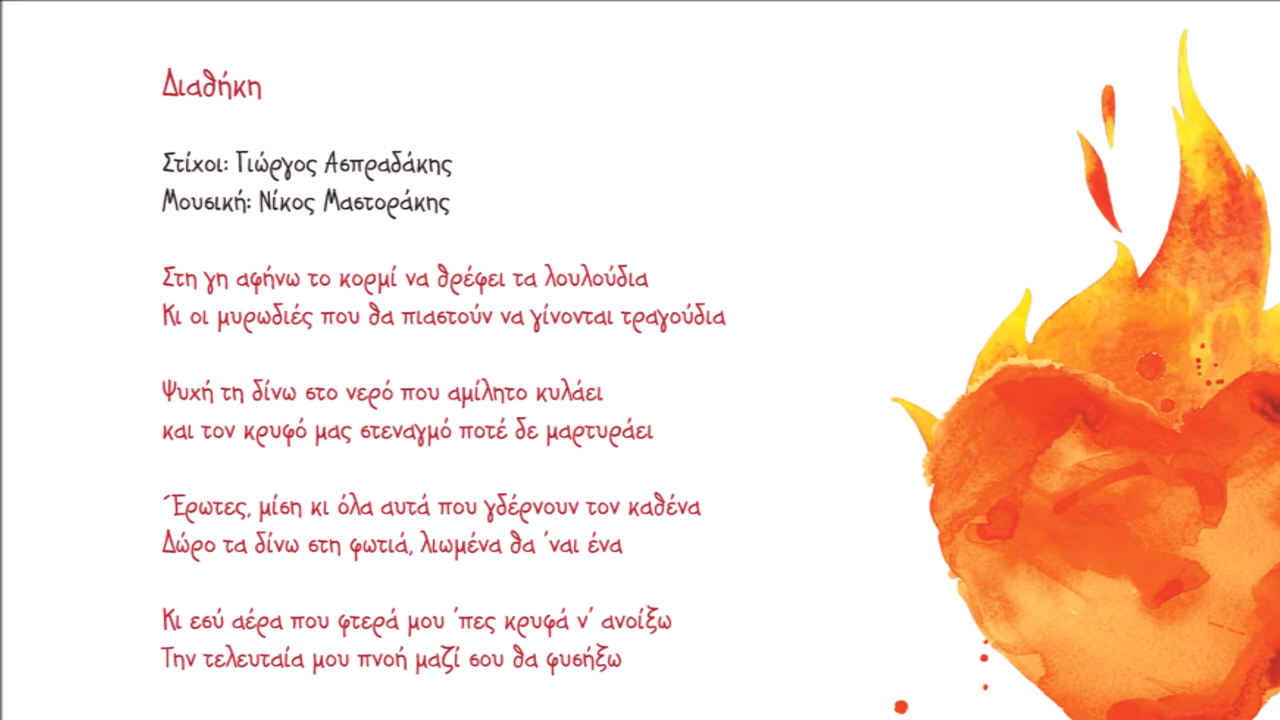 Διαθήκη
Στίχοι: Γιώργος Ασπραδάκης
Μουσική: Νίκος Μαστοράκης
Στη γη αφήνω το κορμί να θρέφει τα λουλούδια
Κι οι μυρωδιές που θα πιαστούν να γίνονται τραγούδια
Ψυχή τη δίνω στο νερό που αμίλητο κυλάει
και τον κρυφό μας στεναγμό ποτέ δε μαρτυράει
Έρωτες, μίση κι όλα αυτά που γδέρνουν τον καθένα
Δώρο τα δίνω στη φωτιά, λιωμένα θα ΄ναι ένα
Κι εσύ αέρα που φτερά μου ΄πες κρυφά ν΄ ανοίξω
Την τελευταία μου πνοή μαζί σου θα φυσήξω